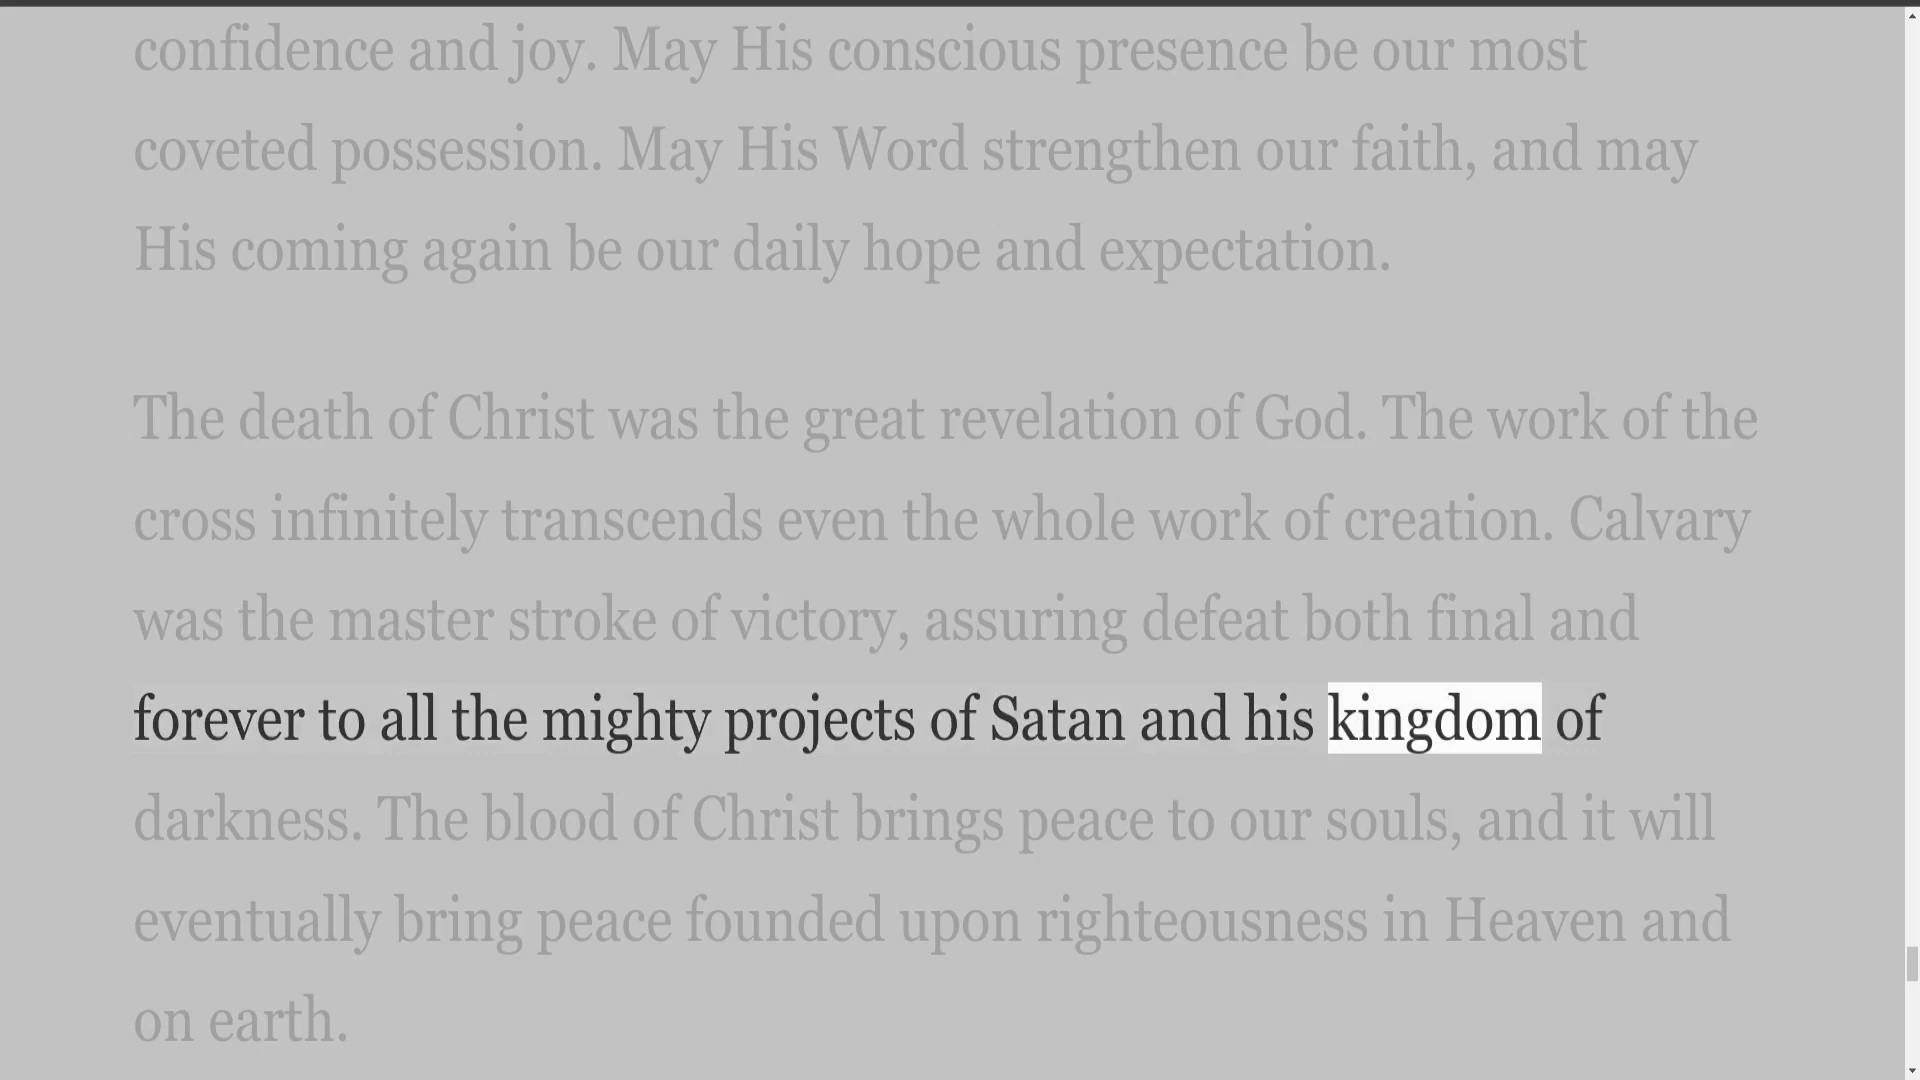 confidence and joy. May His conscious presence be our most
coveted possession. May His Word strengthen our faith, and may
His coming again be our daily hope and expectation.
The death of Christ was the great revelation of God. The work of the
cross infinitely transcends even the whole work of creation. Calvary
was the master stroke of victory, assuring defeat both final and
forever to all the mighty projects of Satan and his kingdom of
darkness. The blood of Christ brings peace to our souls, and it will
eventually bring peace founded upon righteousness in Heaven and
on earth.